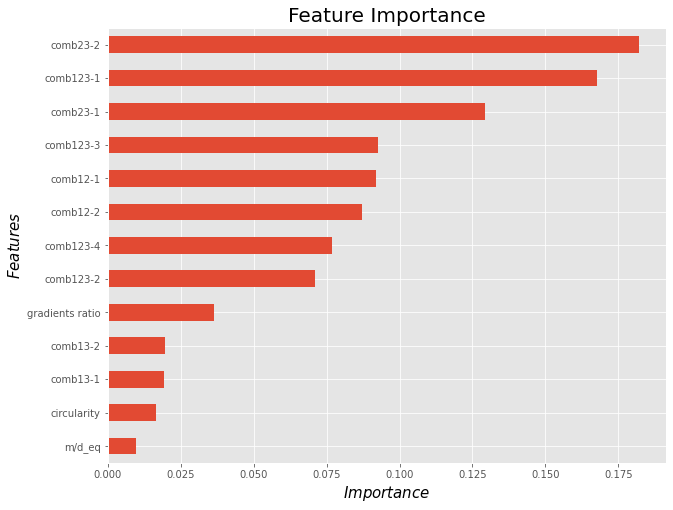 Feature Importance
Features
comb23-2
comb123-1
comb23-1
comb123-3
comb12-1
comb12-2
comb123-4
comb123-2
gradients ratio
comb13-2
comb13-1
circularity
m/d_eq
0.000 0.025 0.050 0.075 0.100 0.125 0.150 0.175
Importance